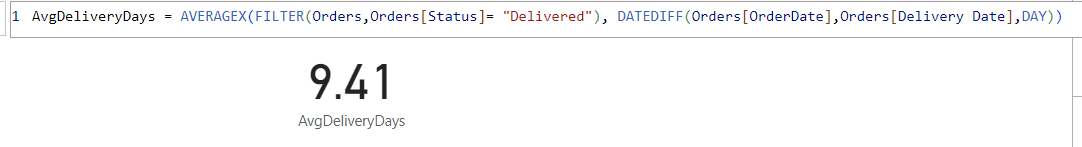 1 AvgDeliveryDays = AVERAGEX(FILTER(Orders,Orders[Status]= "Delivered"), DATEDIFF(Orders[OrderDate],Orders[Delivery Date],DAY))
9.41
AvgDeliveryDays